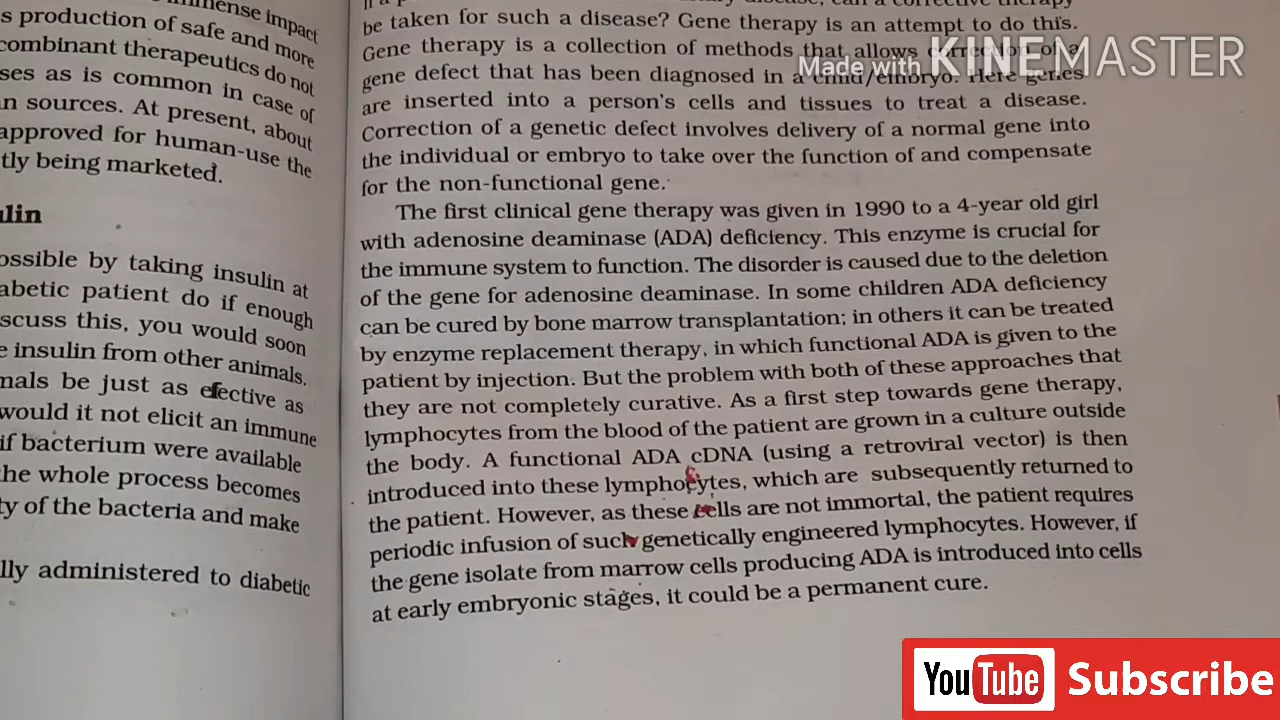 immense impact
s production of safe and more
combinant therapeutics do not
ses as is common in case of
n sources. At present, about
approved for human-use the
tly being marketed.
ulin
ossible by taking insulin at
abetic patient do if enough
scuss this, you would soon
e insulin from other animals.
mals be just as effective as
would it not elicit an immune
if bacterium were available
the whole process becomes
ty of the bacteria and make
lly administered to diabetic
be taken for such a disease? Gene therapy is an attempt to do this.
Gene therapy is a collection of methods that allows correction of a
gene defect that has been diagnosed in a child/embryo. Here genes
are inserted into a person's cells and tissues to treat a disease.
Correction of a genetic defect involves delivery of a normal gene into
the individual or embryo to take over the function of and compensate
for the non-functional gene.
The first clinical gene therapy was given in 1990 to a 4-year old girl
with adenosine deaminase (ADA) deficiency. This enzyme is crucial for
the immune system to function. The disorder is caused due to the deletion
of the gene for adenosine deaminase. In some children ADA deficiency
can be cured by bone marrow transplantation; in others it can be treated
by enzyme replacement therapy, in which functional ADA is given to the
patient by injection. But the problem with both of these approaches that
they are not completely curative. As a first step towards gene therapy,
lymphocytes from the blood of the patient are grown in a culture outside
the body. A functional ADA cDNA (using a retroviral vector) is then
introduced into these lymphocytes, which are subsequently returned to
the patient. However, as these cells are not immortal, the patient requires
periodic infusion of such genetically engineered lymphocytes. However, if
the gene isolate from marrow cells producing ADA is introduced into cells
at early embryonic stages, it could be a permanent cure.
Made with KINEMASTER
YouTube Subscribe